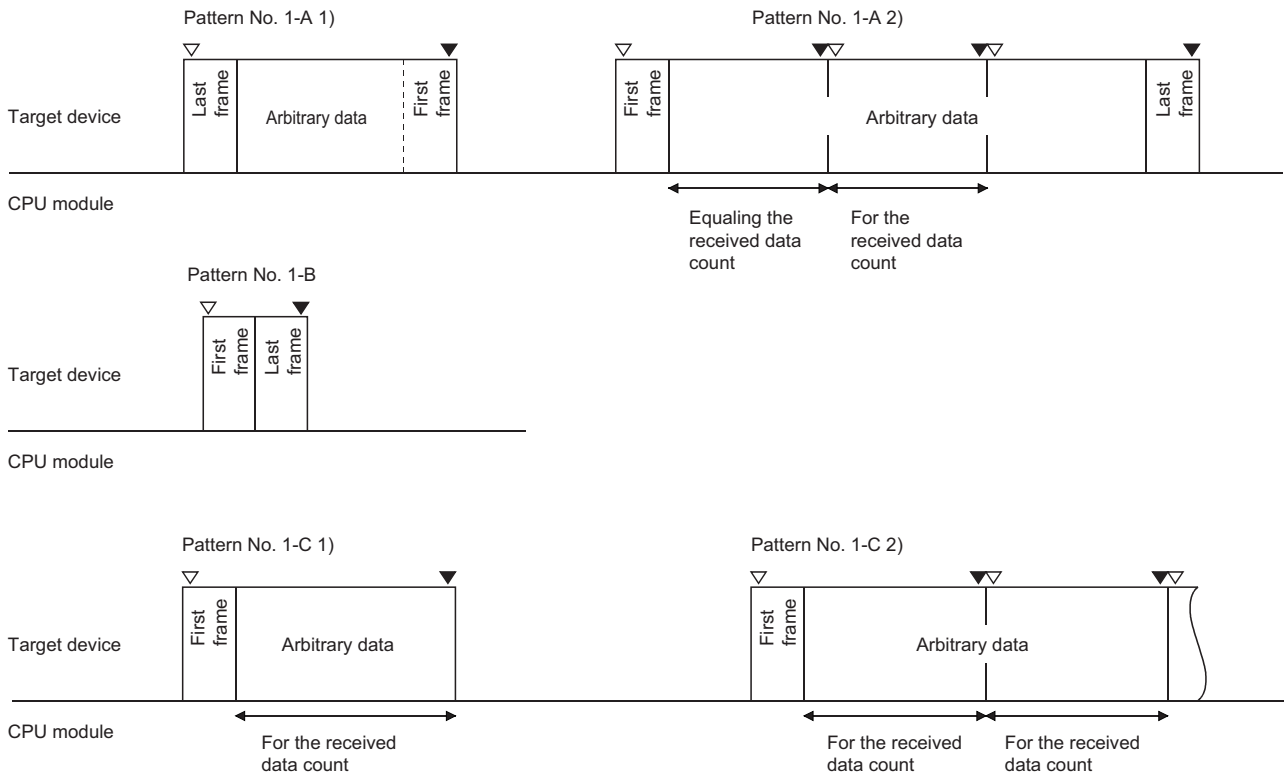 Pattern No. 1-A 1)
Pattern No. 1-A 2)
Target device
Last
frame
Arbitrary data
First
frame
First
frame
Arbitrary data
Last
frame
CPU module
Equaling the
received data
count
For the
received data
count
Pattern No. 1-B
Target device
First
frame
Last
frame
CPU module
Pattern No. 1-C 1)
Pattern No. 1-C 2)
Target device
First
frame
Arbitrary data
First
frame
Arbitrary data
CPU module
For the received
data count
For the received
data count
For the received
data count